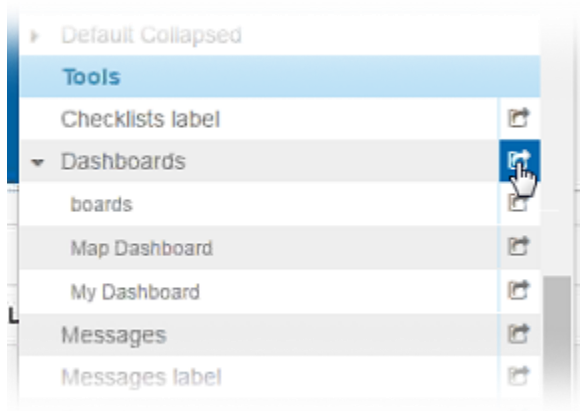 Default Collapsed
Tools
Checklists label
Dashboards
boards
Map Dashboard
My Dashboard
L
Messages
Messages label